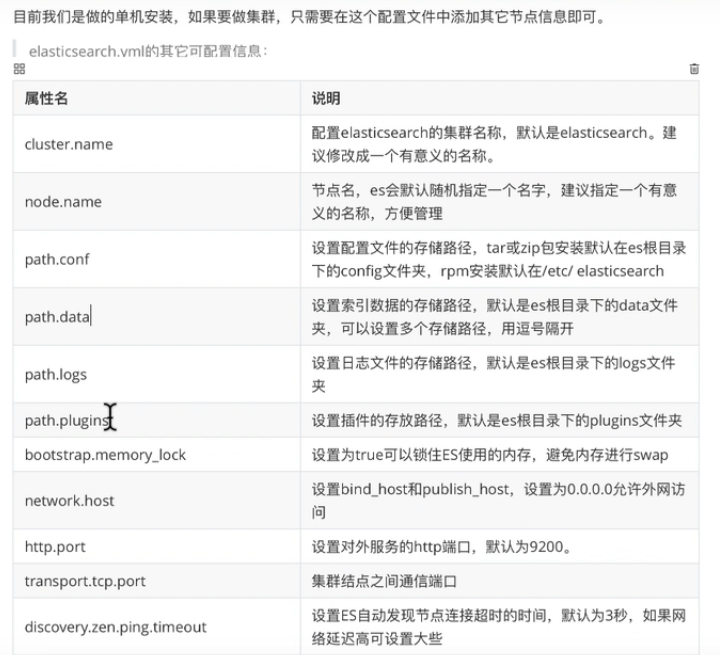 目前我们是做的单机安装，如果要做集群，只需要在这个配置文件中添加其它节点信息即可。
elasticsearch.vml的其它可配置信息：
属性名 说明
cluster.name 配置elasticsearch的集群名称，默认是elasticsearch。建
议修改成一个有意义的名称。
node.name 节点名，es会默认随机指定一个名字，建议指定一个有意
义的名称，方便管理
path.conf 设置配置文件的存储路径，tar或zip包安装默认在es根目录
下的config文件夹，rpm安装默认在/etc/ elasticsearch
path.data 设置索引数据的存储路径，默认是es根目录下的data文件
夹，可以设置多个存储路径，用逗号隔开
path.logs 设置日志文件的存储路径，默认是es根目录下的logs文件
夹
path.plugins 设置插件的存放路径，默认是es根目录下的plugins文件夹
bootstrap.memory_lock 设置为true可以锁住ES使用的内存，避免内存进行swap
network.host 设置bind_host和publish_host，设置为0.0.0.0允许外网访
问
http.port 设置对外服务的http端口，默认为9200。
transport.tcp.port 集群结点之间通信端口
discovery.zen.ping.timeout 设置ES自动发现节点连接超时的时间，默认为3秒，如果网
络延迟高可设置大些